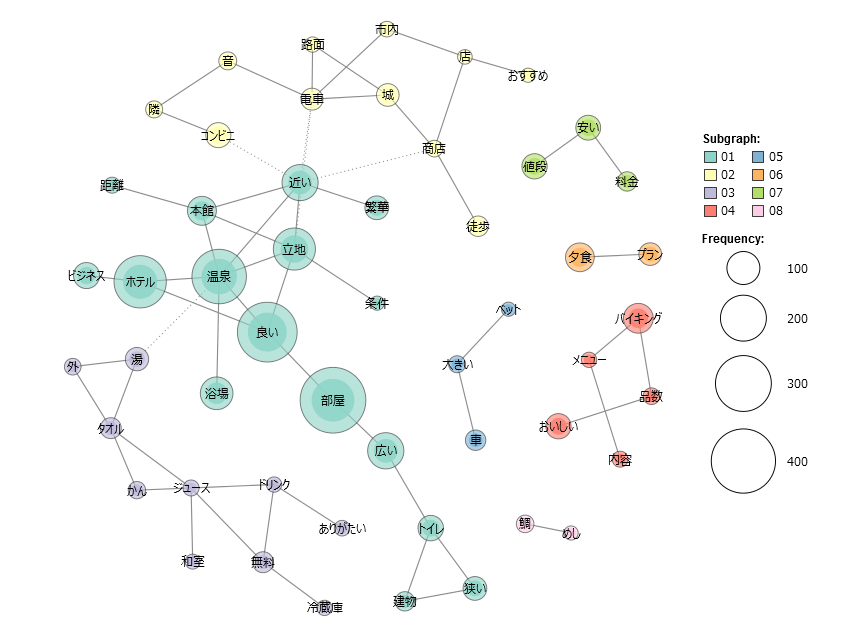 市内
路面
店
音
おすすめ
電車
城
隣
安い
コンビニ
商店
値段
料金
近い
距離
繁華
本館
徒歩
立地
夕食
プラン
ビジネス
ホテル
温泉
条件
ペット
バイキング
良い
湯
外
大きい
メニュー
浴場
部屋
品数
タオル
おいしい
車
広い
内容
かん
ジュース
ドリンク
ありがたい
トイレ
鯛
めし
和室
無料
狭い
建物
冷蔵庫
Subgraph:
01 05
02 06
03 07
04 08
Frequency:
100
200
300
400